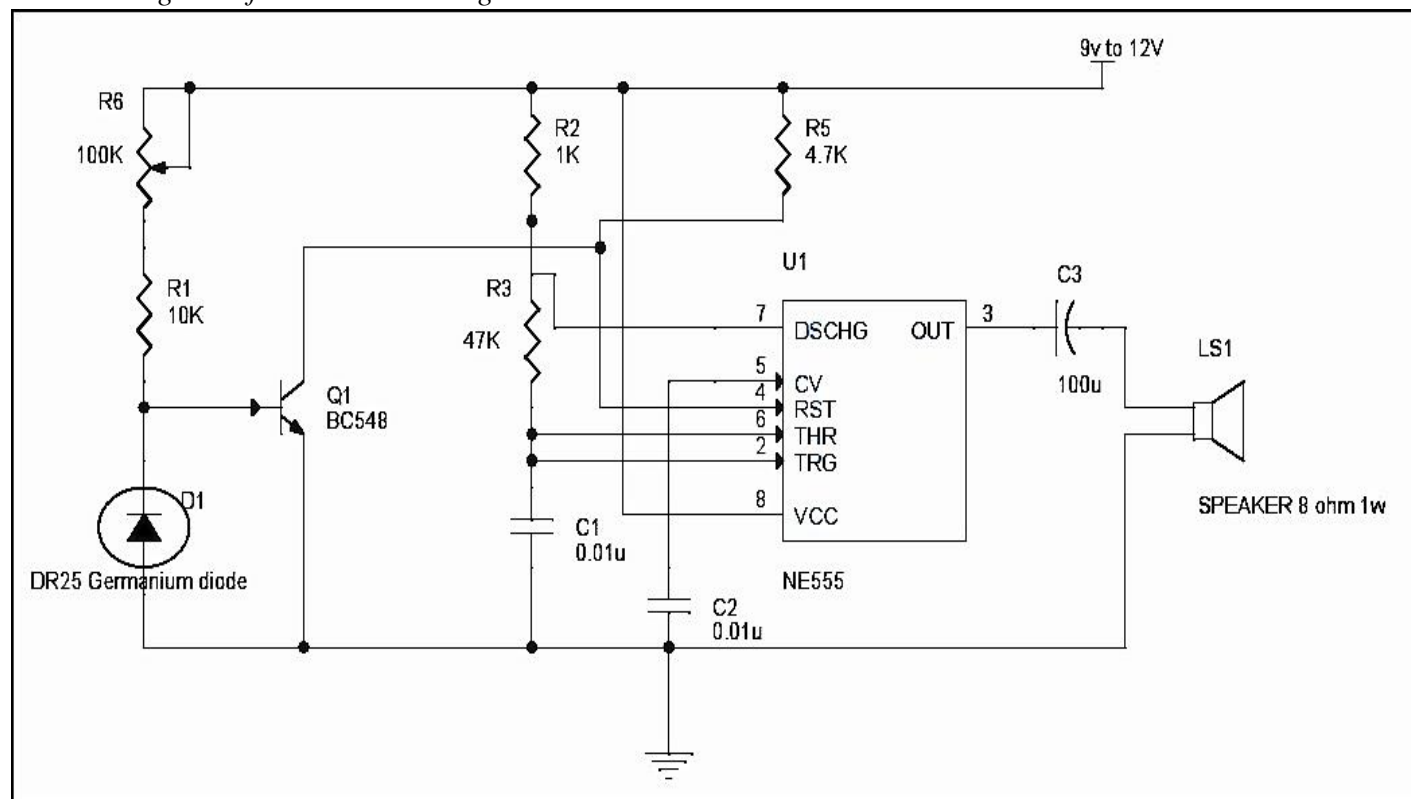 9v to 12V
R6
100K
R2
1K
R5
4.7K
R1
10K
R3
47K
U1
C3
100u
LS1
7
DSCHG
OUT
3
5
CV
4
RST
6
THR
2
TRG
8
VCC
Q1
BC548
D1
DR25 Germanium diode
C1
0.01u
NE555
C2
0.01u
SPEAKER 8 ohm 1w